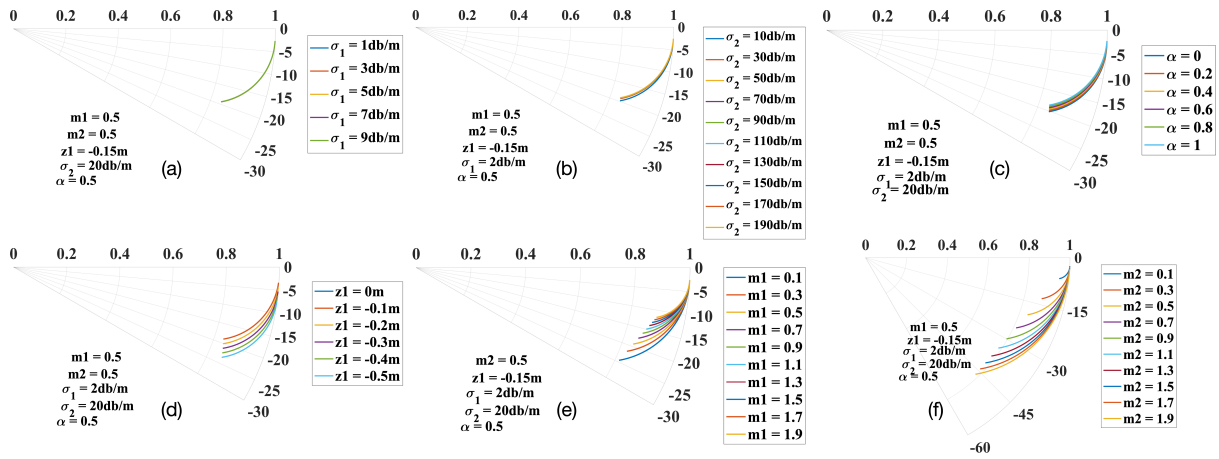 0 0.2 0.4 0.6 0.8 1
0
-5
-10
-15
-20
-25
-30
m1 = 0.5
m2 = 0.5
z1 = -0.15m
σ2 = 20db/m
α = 0.5
(a)
σ1 = 1db/m
σ1 = 3db/m
σ1 = 5db/m
σ1 = 7db/m
σ1 = 9db/m
0 0.2 0.4 0.6 0.8 1
0
-5
-10
-15
-20
-25
-30
m1 = 0.5
m2 = 0.5
z1 = -0.15m
σ1 = 2db/m
α = 0.5
(b)
σ2 = 10db/m
σ2 = 30db/m
σ2 = 50db/m
σ2 = 70db/m
σ2 = 90db/m
σ2 = 110db/m
σ2 = 130db/m
σ2 = 150db/m
σ2 = 170db/m
σ2 = 190db/m
0 0.2 0.4 0.6 0.8 1
0
-5
-10
-15
-20
-25
-30
m1 = 0.5
m2 = 0.5
z1 = -0.15m
σ1 = 2db/m
σ2 = 20db/m
(c)
α = 0
α = 0.2
α = 0.4
α = 0.6
α = 0.8
α = 1
0 0.2 0.4 0.6 0.8 1
0
-5
-10
-15
-20
-25
-30
m1 = 0.5
m2 = 0.5
σ1 = 2db/m
σ2 = 20db/m
α = 0.5
(d)
z1 = 0m
z1 = -0.1m
z1 = -0.2m
z1 = -0.3m
z1 = -0.4m
z1 = -0.5m
0 0.2 0.4 0.6 0.8 1
0
-5
-10
-15
-20
-25
-30
m2 = 0.5
z1 = -0.15m
σ1 = 2db/m
σ2 = 20db/m
α = 0.5
(e)
m1 = 0.1
m1 = 0.3
m1 = 0.5
m1 = 0.7
m1 = 0.9
m1 = 1.1
m1 = 1.3
m1 = 1.5
m1 = 1.7
m1 = 1.9
0 0.2 0.4 0.6 0.8 1
0
-15
-30
-45
-60
m1 = 0.5
z1 = -0.15m
σ1 = 2db/m
σ2 = 20db/m
α = 0.5
(f)
m2 = 0.1
m2 = 0.3
m2 = 0.5
m2 = 0.7
m2 = 0.9
m2 = 1.1
m2 = 1.3
m2 = 1.5
m2 = 1.7
m2 = 1.9